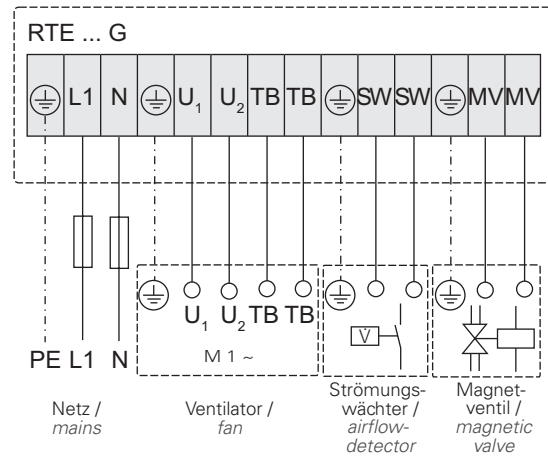 RTE ... G
L1 N U₁ U₂ TB TB SW SW MV MV
U₁ U₂ TB TB
V̇
M 1 ~
PE L1 N
Netz /
mains
Ventilator /
fan
Strömungs-
wächter /
airflow-
detector
Magnet-
ventil /
magnetic
valve